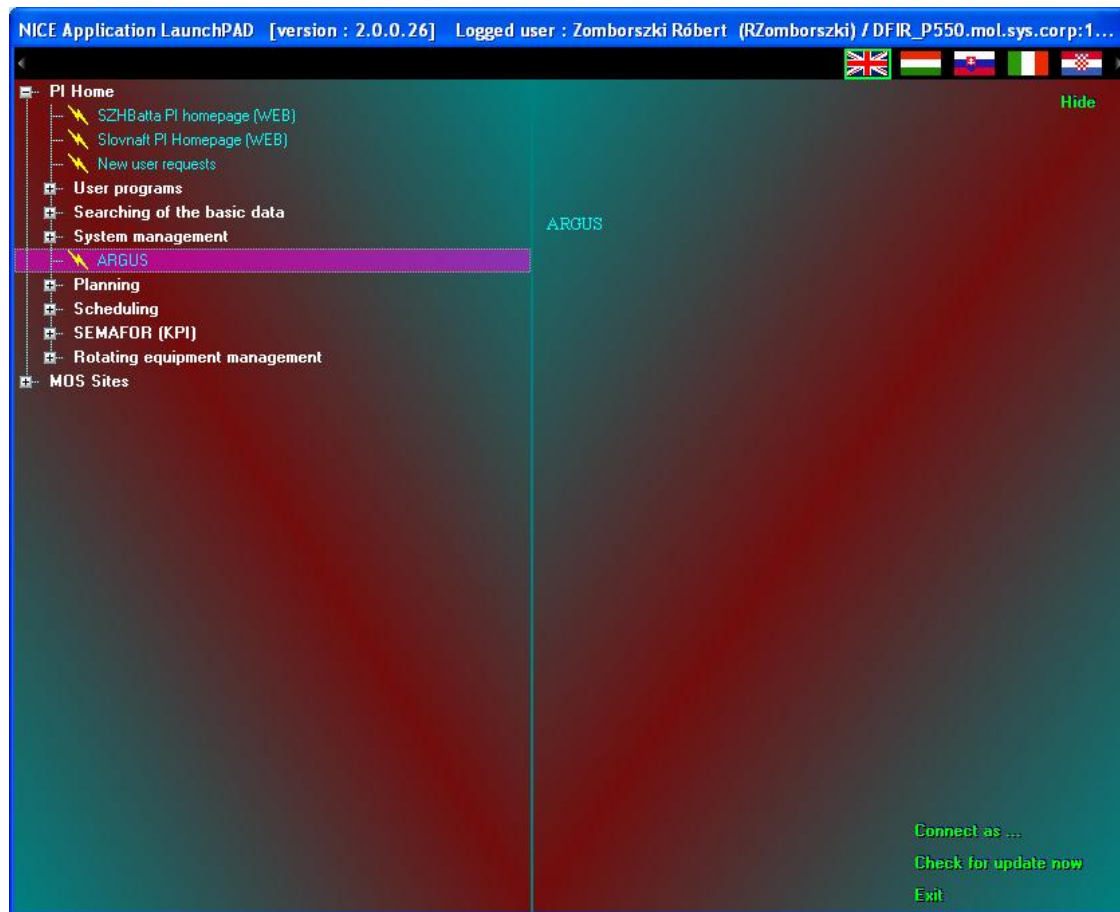 NICE Application LaunchPAD [version : 2.0.0.26] Logged user : Zomborszki Róbert (RZomborszki) / DFIR_P550.mol.sys.corp:1...
PI Home
Hide
SZHBatta PI homepage (WEB)
Slovnaft PI Homepage (WEB)
New user requests
User programs
Searching of the basic data
ARGUS
System management
ARGUS
Planning
Scheduling
SEMAFOR (KPI)
Rotating equipment management
MOS Sites
Connect as ...
Check for update now
Exit